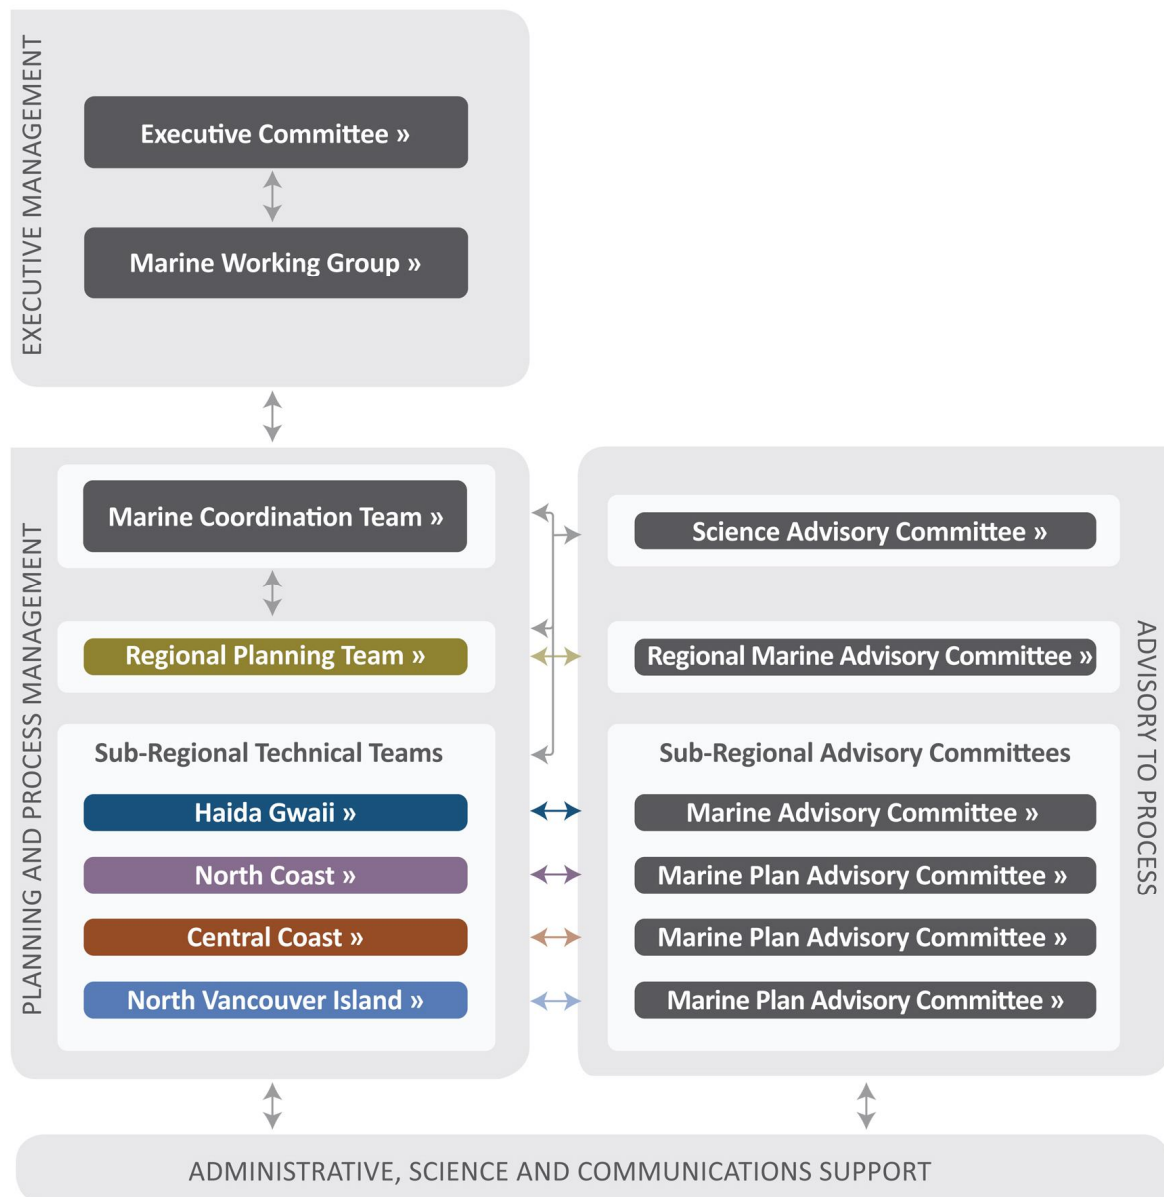 EXECUTIVE MANAGEMENT
Executive Committee »
Marine Working Group »
PLANNING AND PROCESS MANAGEMENT
Marine Coordination Team »
Regional Planning Team »
Sub-Regional Technical Teams
Haida Gwaii »
North Coast »
Central Coast »
North Vancouver Island »
ADVISORY TO PROCESS
Science Advisory Committee »
Regional Marine Advisory Committee »
Sub-Regional Advisory Committees
Marine Advisory Committee »
Marine Plan Advisory Committee »
Marine Plan Advisory Committee »
Marine Plan Advisory Committee »
ADMINISTRATIVE, SCIENCE AND COMMUNICATIONS SUPPORT